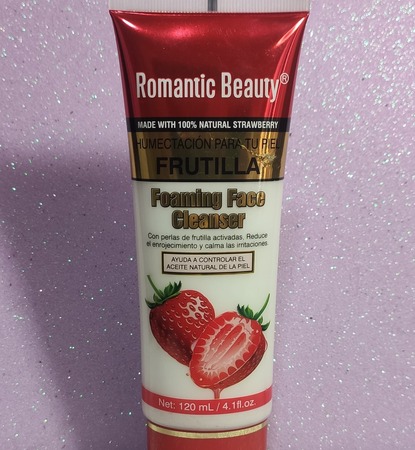 Romantic Beauty®
MADE WITH 100% NATURAL STRAWBERRY
HUMECTACIÓN PARA TU PIEL
FRUTILLA
Foaming Face
Cleanser
Con perlas de frutilla activadas. Reduce
el enrojecimiento y calma las irritaciones.
AYUDA A CONTROLAR EL
ACEITE NATURAL DE LA PIEL
Net: 120 mL / 4.1fl.oz.